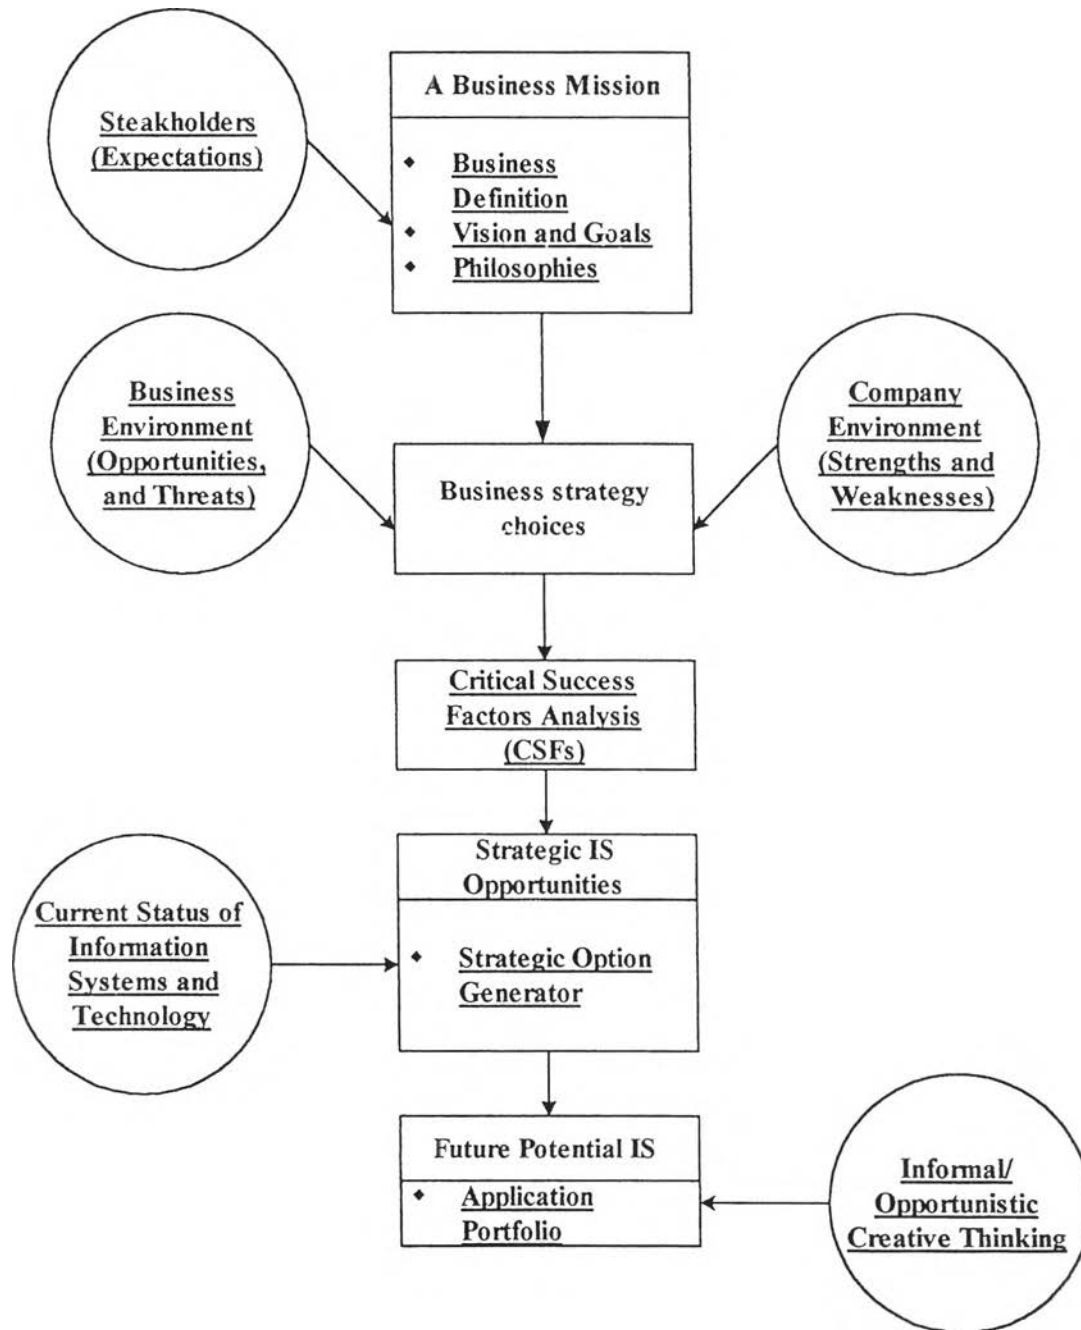 A Business Mission
Steakholders
(Expectations)
♦ Business
Definition
♦ Vision and Goals
♦ Philosophies
Business
Environment
(Opportunities,
and Threats)
Company
Environment
(Strengths and
Weaknesses)
Business strategy
choices
Critical Success
Factors Analysis
(CSFs)
Strategic IS
Opportunities
Current Status of
Information
Systems and
Technology
♦ Strategic Option
Generator
Future Potential IS
♦ Application
Portfolio
Informal/
Opportunistic
Creative Thinking